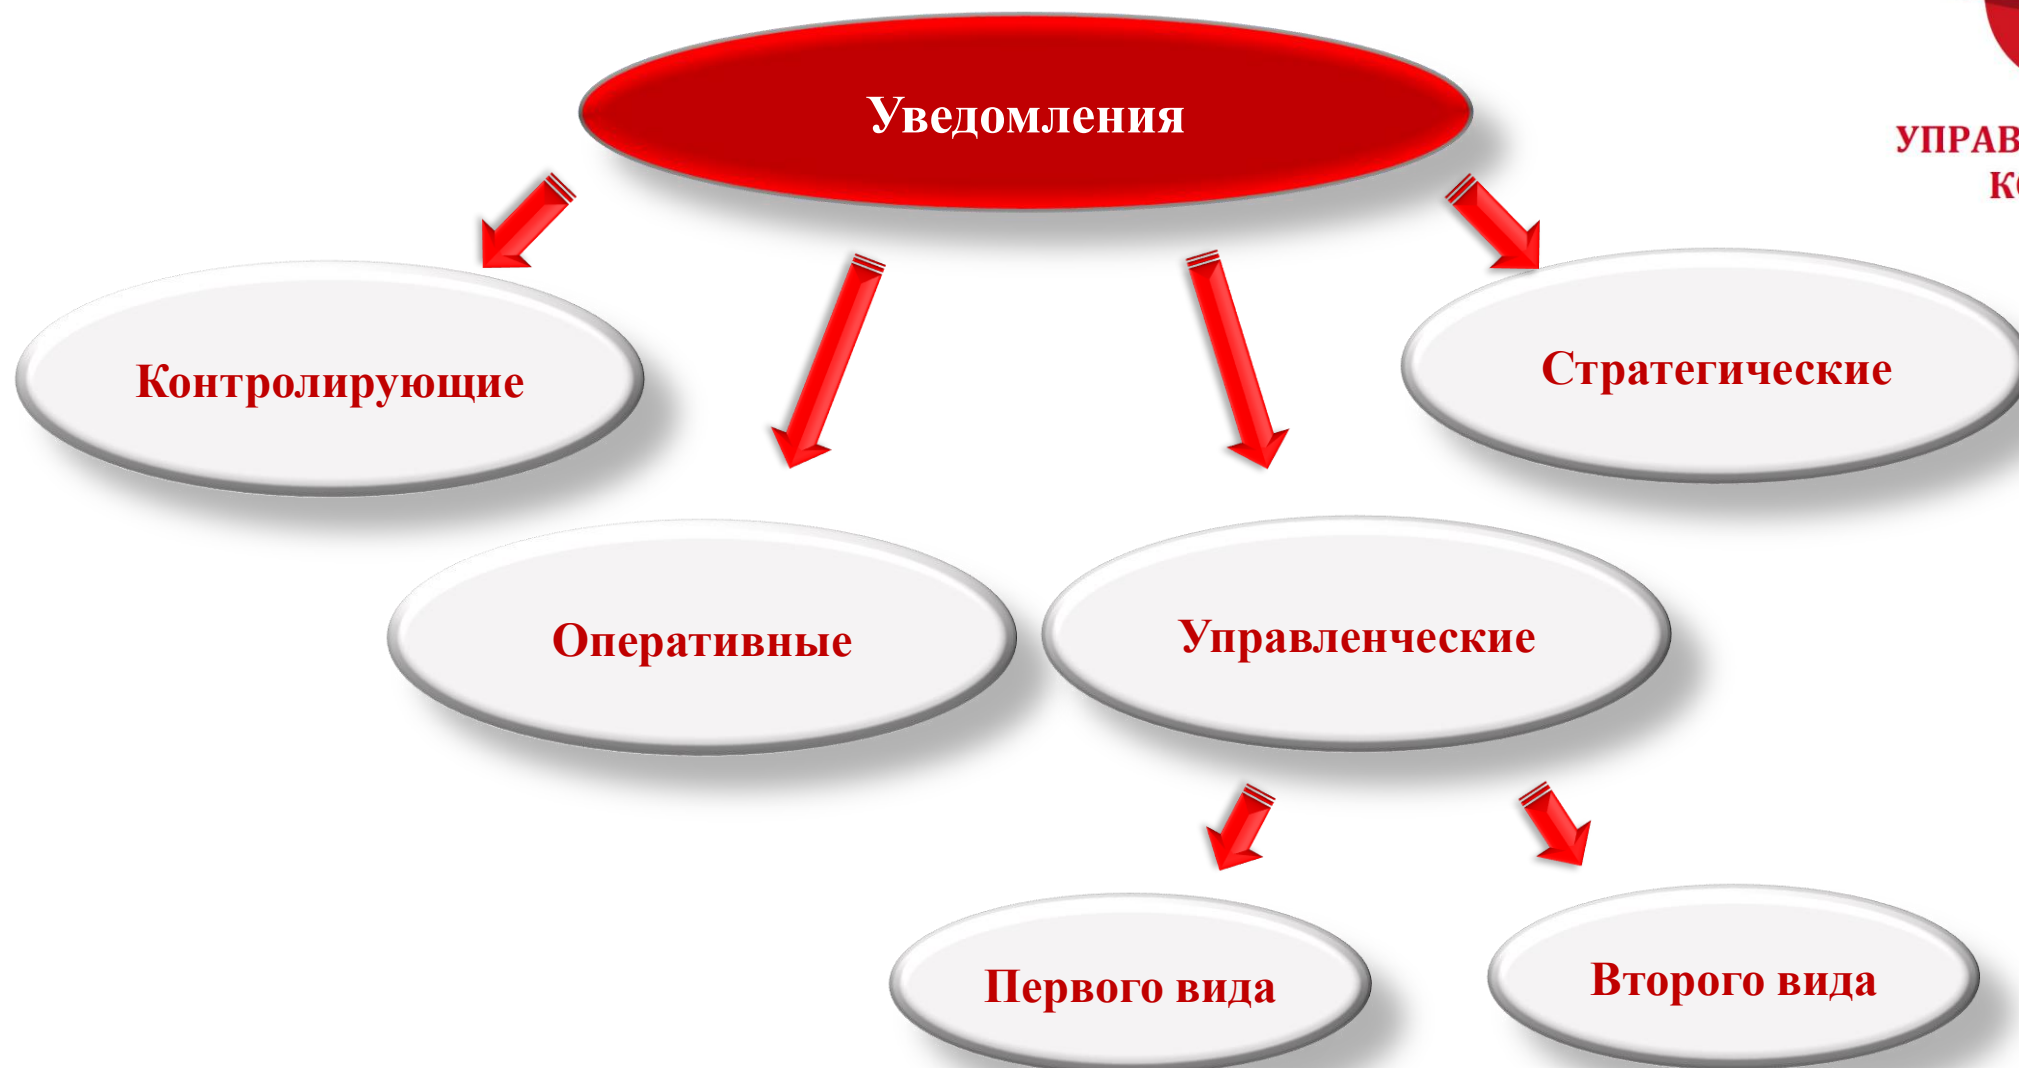 Уведомления
Контролирующие
Стратегические
Оперативные
Управленческие
Первого вида
Второго вида